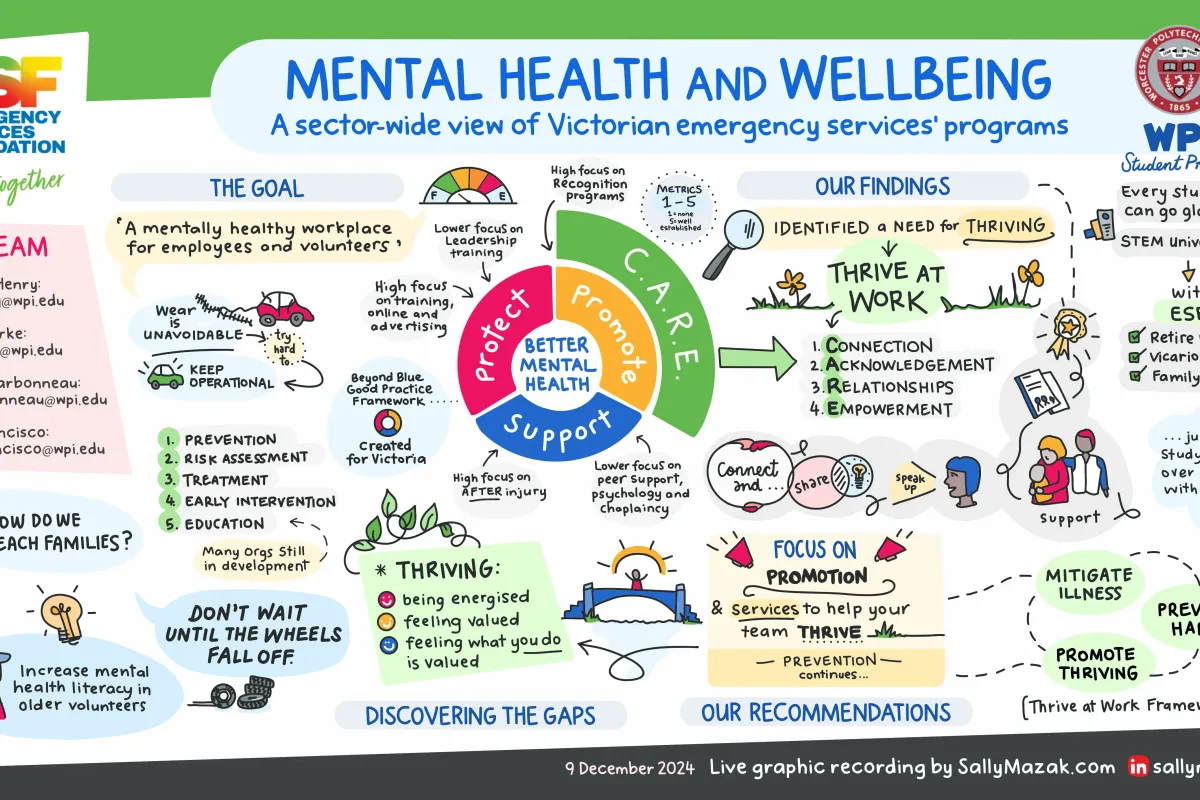 MENTAL HEALTH AND WELLBEING
A sector-wide view of Victorian emergency services' programs
SF
GENCY
CES
DATION
together
EAM
Henry:
@wpi.edu
rke:
@wpi.edu
arbonneau:
nneau@wpi.edu
ncisco:
ncisco@wpi.edu
THE GOAL
'A mentally healthy workplace
for employees and volunteers'
Wear
is
UNAVOIDABLE
try
hard
to.
KEEP
OPERATIONAL
1. PREVENTION
2. RISK ASSESSMENT
3. TREATMENT
4. EARLY INTERVENTION
5. EDUCATION
Many Orgs Still
in development
OW DO WE
EACH FAMILIES?
DON'T WAIT
UNTIL THE WHEELS
FALL OFF.
Increase mental
health literacy in
older volunteers
F E
High focus on
Recognition
programs
METRICS
1-5
1 = none
5 = well
established
Lower focus on
Leadership
training
High focus
on training,
online and
advertising
Beyond Blue
Good Practice
Framework ......
Created
for Victoria
Protect
Promote
Support
C.A.R.E.
BETTER
MENTAL
HEALTH
High focus on
AFTER injury
Lower focus on
peer support,
psychology and
chaplaincy
* THRIVING:
being energised
feeling valued
feeling what you do
is valued
DISCOVERING THE GAPS
OUR FINDINGS
IDENTIFIED A NEED for THRIVING
THRIVE AT
WORK
1. CONNECTION
2. ACKNOWLEDGEMENT
3. RELATIONSHIPS
4. EMPOWERMENT
Connect
and...
share
speak
up
support
FOCUS ON
PROMOTION
& services to help your
team THRIVE
— PREVENTION —
continues...
OUR RECOMMENDATIONS
WORCESTER POLYTECHNI
1865
WP
Student Pr
Every stu
can go glo
STEM Univer
wit
ESF
Retire
Vicario
Family
...ju
Study
over
with
MITIGATE
ILLNESS
PREV
HA
PROMOTE
THRIVING
[Thrive at Work Framew
9 December 2024 Live graphic recording by SallyMazak.com in sallym